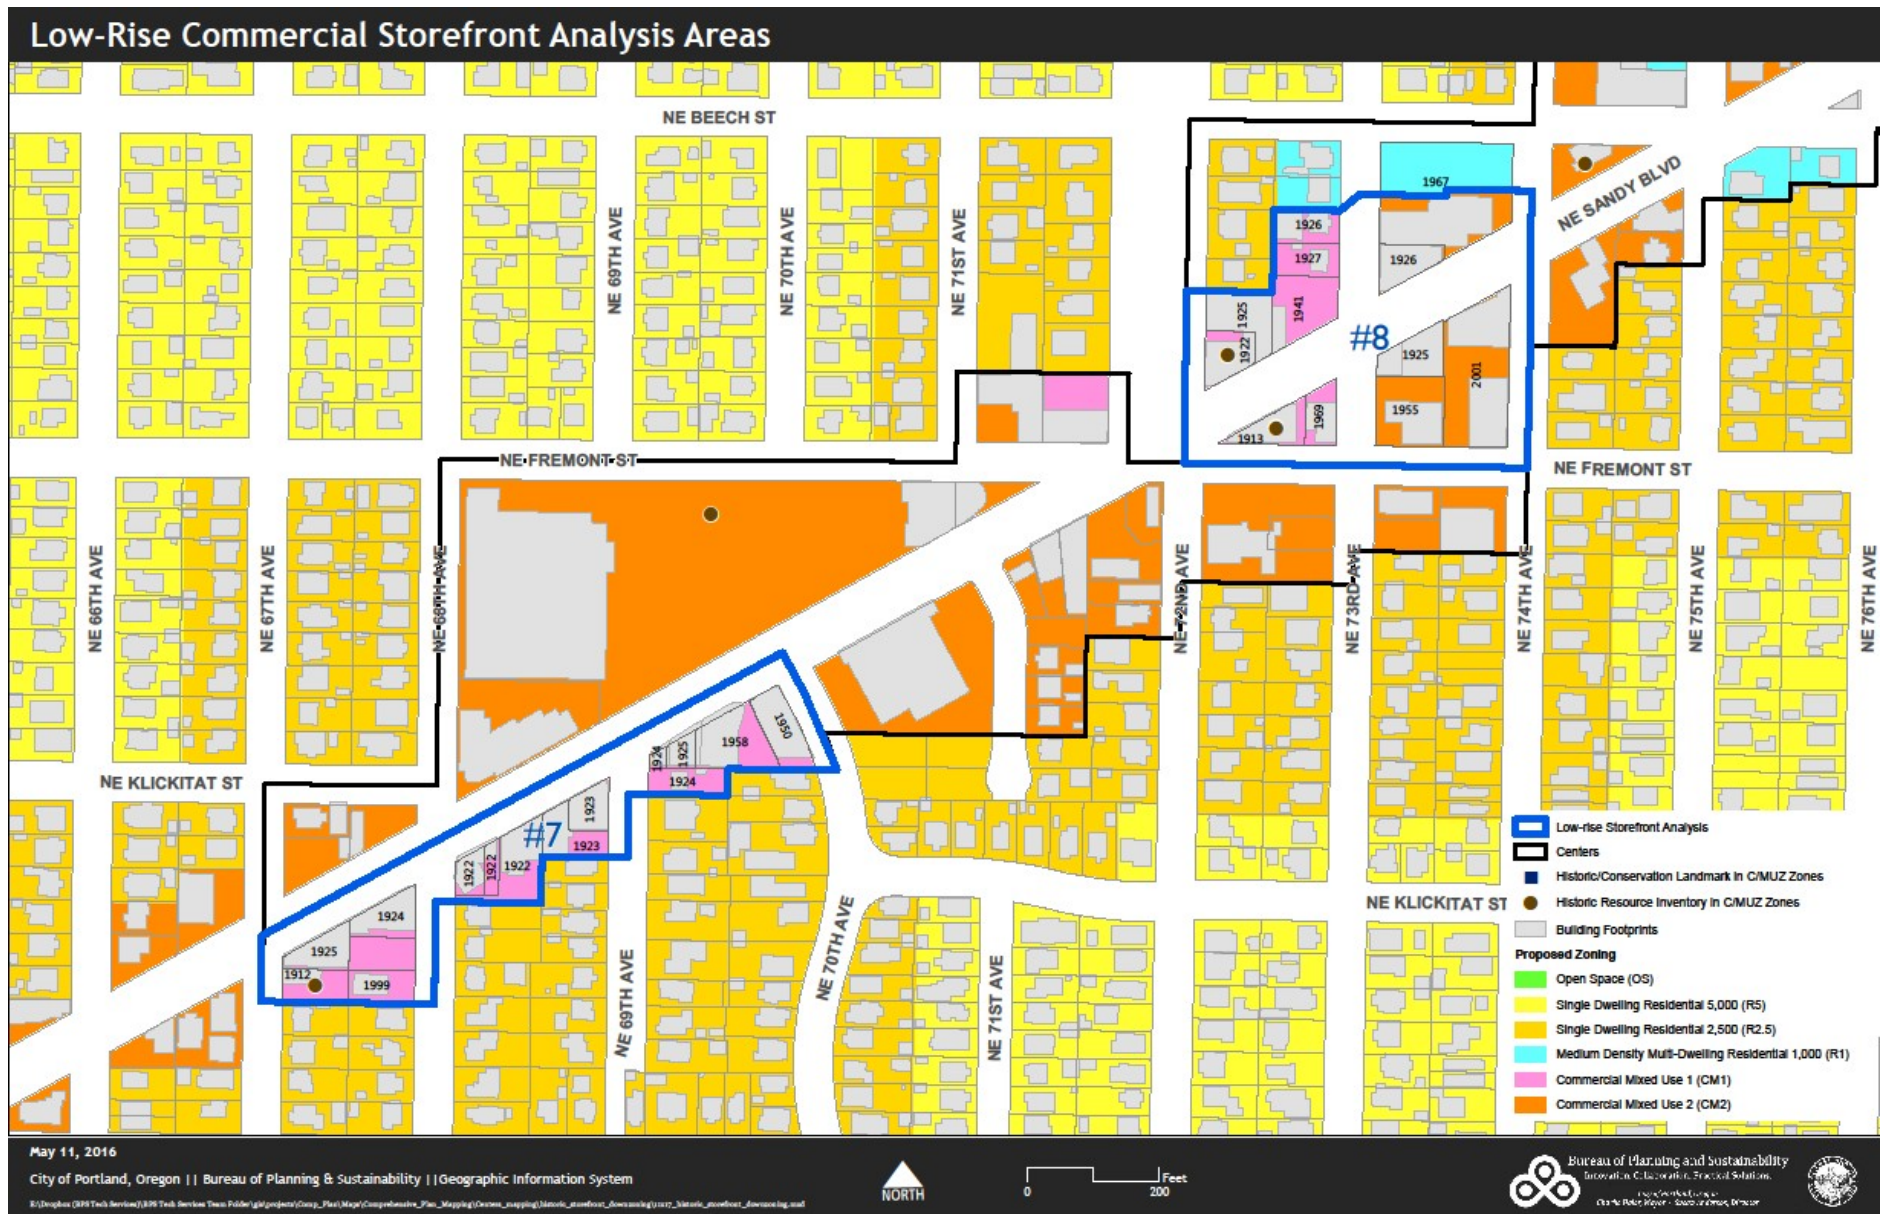 Low-Rise Commercial Storefront Analysis Areas
NE BEECH ST
NE SANDY BLVD
NE 69TH AVE
NE 70TH AVE
NE 71ST AVE
1967
1926
1927
1926
1941
1925
1922
#8
1925
2001
1955
1969
1913
NE FREMONT ST
NE FREMONT ST
NE 66TH AVE
NE 67TH AVE
NE 68TH AVE
NE 72ND AVE
NE 73RD AVE
NE 74TH AVE
NE 75TH AVE
NE 76TH AVE
1950
1958
1925
1924
1924
NE KLICKITAT ST
1923
#7
1923
1922
1922
1922
1924
1925
1912
1999
NE 69TH AVE
NE 70TH AVE
NE 71ST AVE
NE KLICKITAT ST
Low-rise Storefront Analysis
Centers
Historic/Conservation Landmark in C/MUZ Zones
Historic Resource Inventory in C/MUZ Zones
Building Footprints
Proposed Zoning
Open Space (OS)
Single Dwelling Residential 5,000 (R5)
Single Dwelling Residential 2,500 (R2.5)
Medium Density Multi-Dwelling Residential 1,000 (R1)
Commercial Mixed Use 1 (CM1)
Commercial Mixed Use 2 (CM2)
May 11, 2016
City of Portland, Oregon || Bureau of Planning & Sustainability ||Geographic Information System
NORTH
0 200 Feet
Bureau of Planning and Sustainability
Innovation. Collaboration. Practical Solutions.